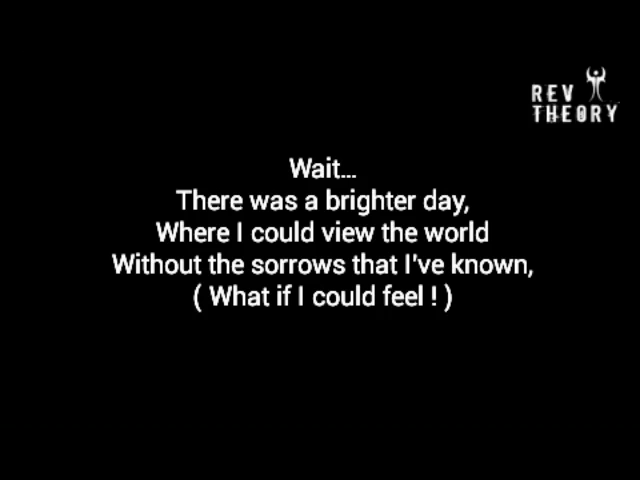 REV
THEORY
Wait...
There was a brighter day,
Where I could view the world
Without the sorrows that I've known,
( What if I could feel ! )